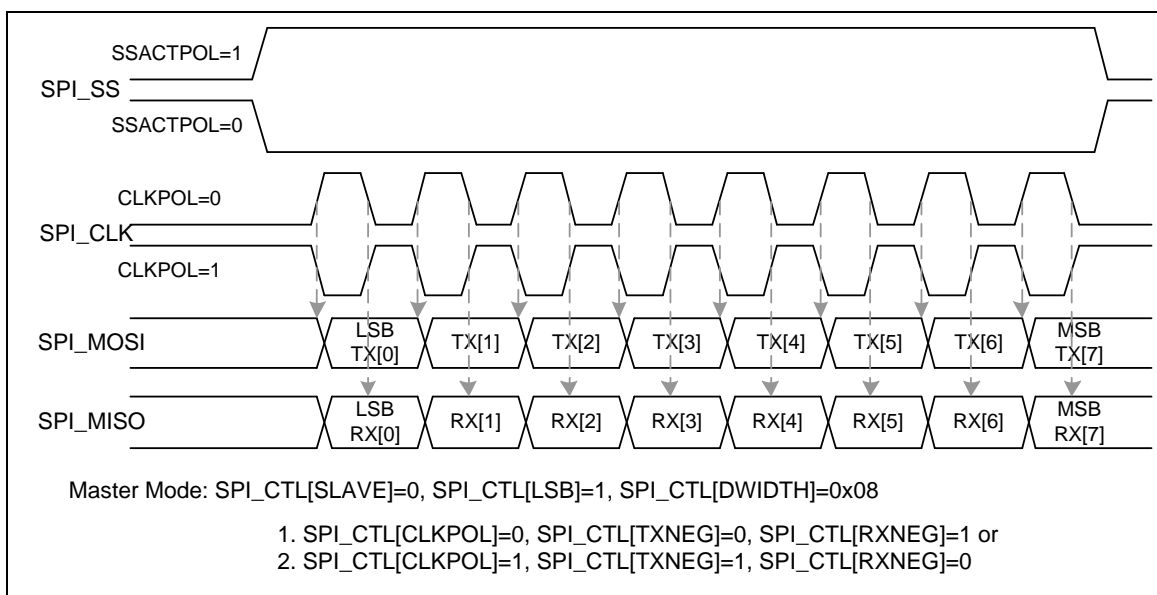 SSACTPOL=1
SPI_SS
SSACTPOL=0
CLKPOL=0
SPI_CLK
CLKPOL=1
SPI_MOSI
LSB TX[0] TX[1] TX[2] TX[3] TX[4] TX[5] TX[6] MSB TX[7]
SPI_MISO
LSB RX[0] RX[1] RX[2] RX[3] RX[4] RX[5] RX[6] MSB RX[7]
Master Mode: SPI_CTL[SLAVE]=0, SPI_CTL[LSB]=1, SPI_CTL[DWIDTH]=0x08
1. SPI_CTL[CLKPOL]=0, SPI_CTL[TXNEG]=0, SPI_CTL[RXNEG]=1 or
2. SPI_CTL[CLKPOL]=1, SPI_CTL[TXNEG]=1, SPI_CTL[RXNEG]=0